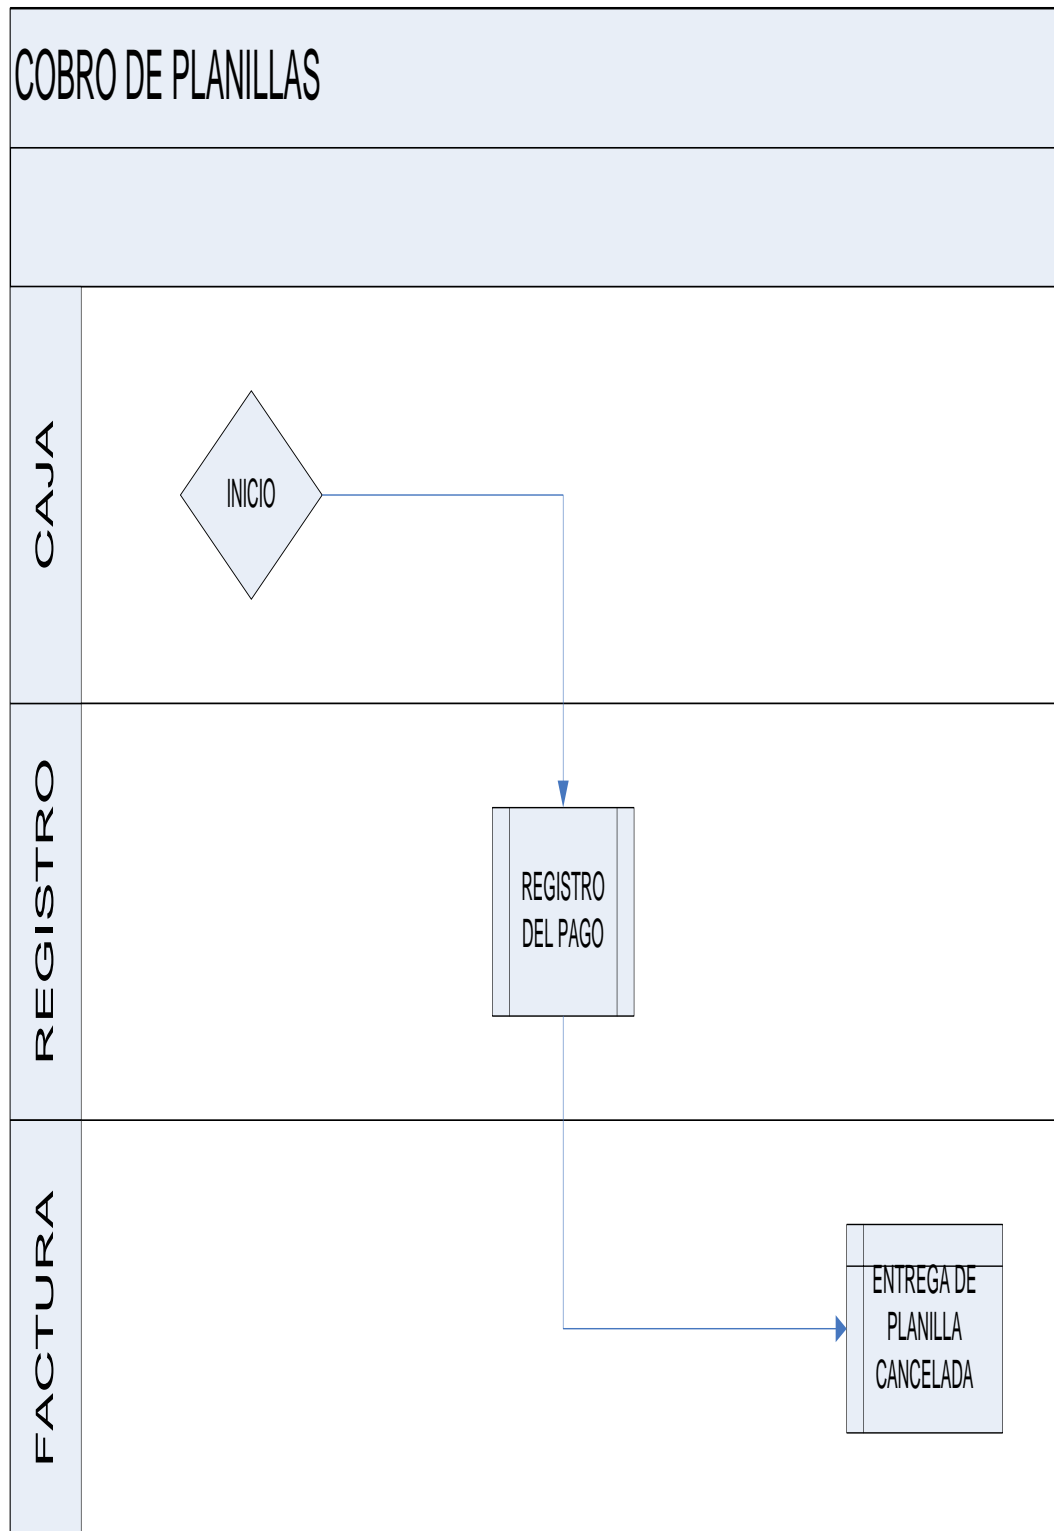 COBRO DE PLANILLAS
CAJA
INICIO
REGISTRO
REGISTRO
DEL PAGO
FACTURA
ENTREGA DE
PLANILLA
CANCELADA